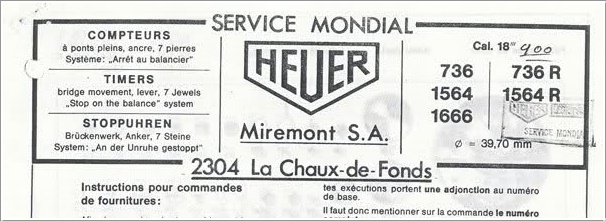 SERVICE MONDIAL
COMPTEURS
à ponts pleins, ancre, 7 pierres
Système: „Arrêt au balancier"
TIMERS
bridge movement, lever, 7 Jewels
„Stop on the balance" system
STOPPUHREN
Brückenwerk, Anker, 7 Steine
System: „An der Unruhe gestoppt"
HEUER
Miremont S.A.
2304 La Chaux-de-Fonds
Cal. 18''' 900
736 736 R
1564 1564 R
1666
HEUER
SERVICE MONDIAL
ø = 39,70 mm
Instructions pour commandes
de fournitures:
tes exécutions portent une adjonction au numéro
de base.
Il faut donc mentionner sur la commande le numéro